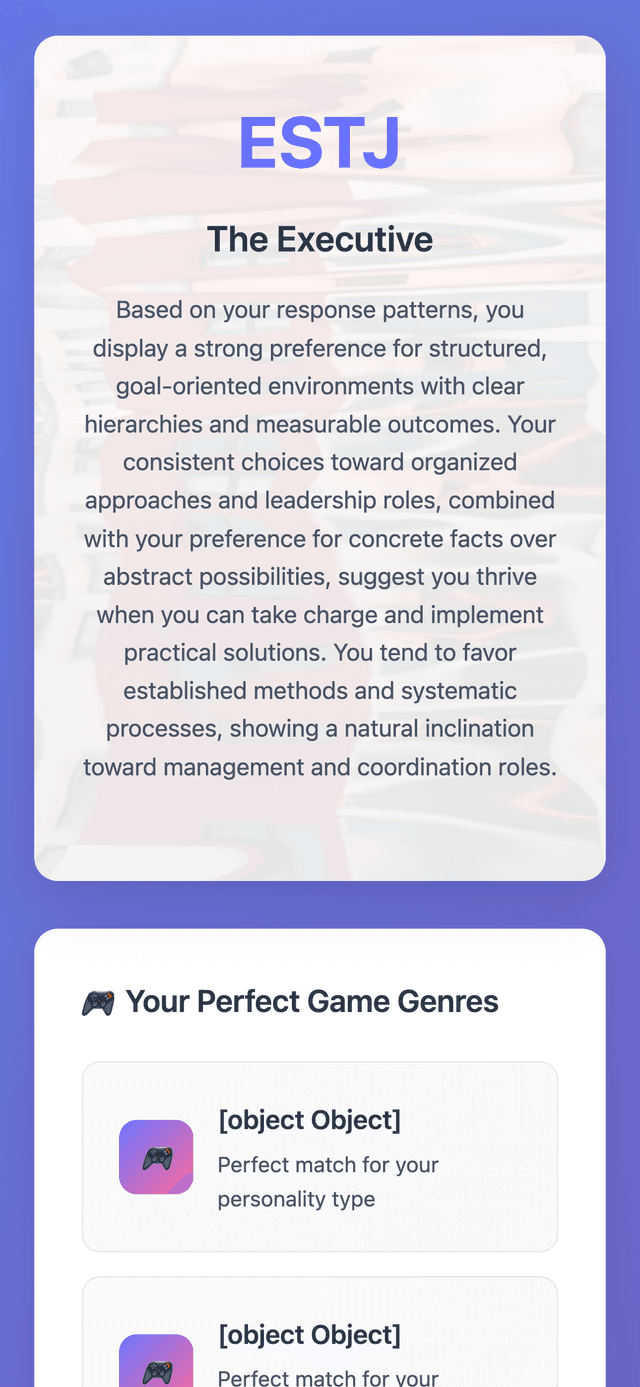 ESTJ
The Executive
Based on your response patterns, you
display a strong preference for structured,
goal-oriented environments with clear
hierarchies and measurable outcomes. Your
consistent choices toward organized
approaches and leadership roles, combined
with your preference for concrete facts over
abstract possibilities, suggest you thrive
when you can take charge and implement
practical solutions. You tend to favor
established methods and systematic
processes, showing a natural inclination
toward management and coordination roles.
🎮 Your Perfect Game Genres
[object Object]
Perfect match for your
personality type
[object Object]
Perfect match for your